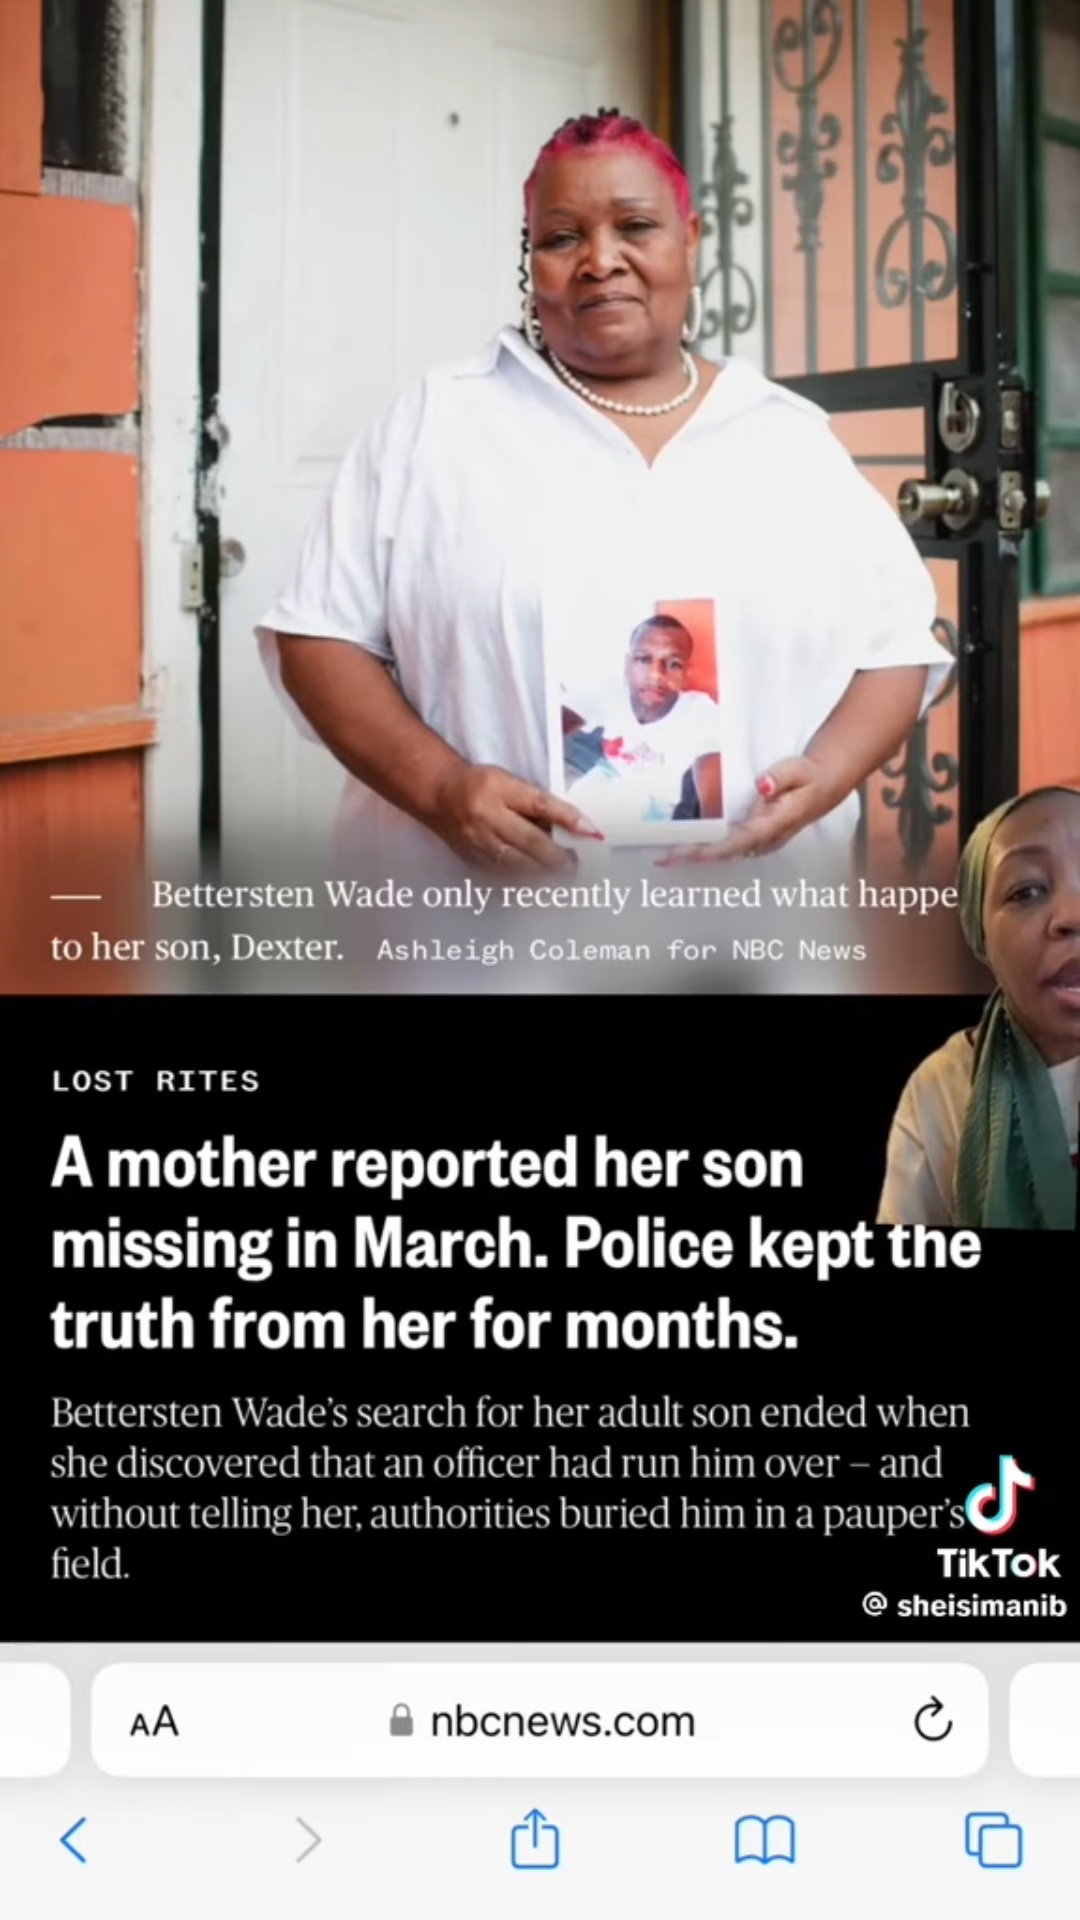 — Bettersten Wade only recently learned what happe
to her son, Dexter. Ashleigh Coleman for NBC News
LOST RITES
A mother reported her son
missing in March. Police kept the
truth from her for months.
Bettersten Wade's search for her adult son ended when
she discovered that an officer had run him over – and
without telling her, authorities buried him in a pauper's
field.
TikTok
@ sheisimanib
AA nbcnews.com